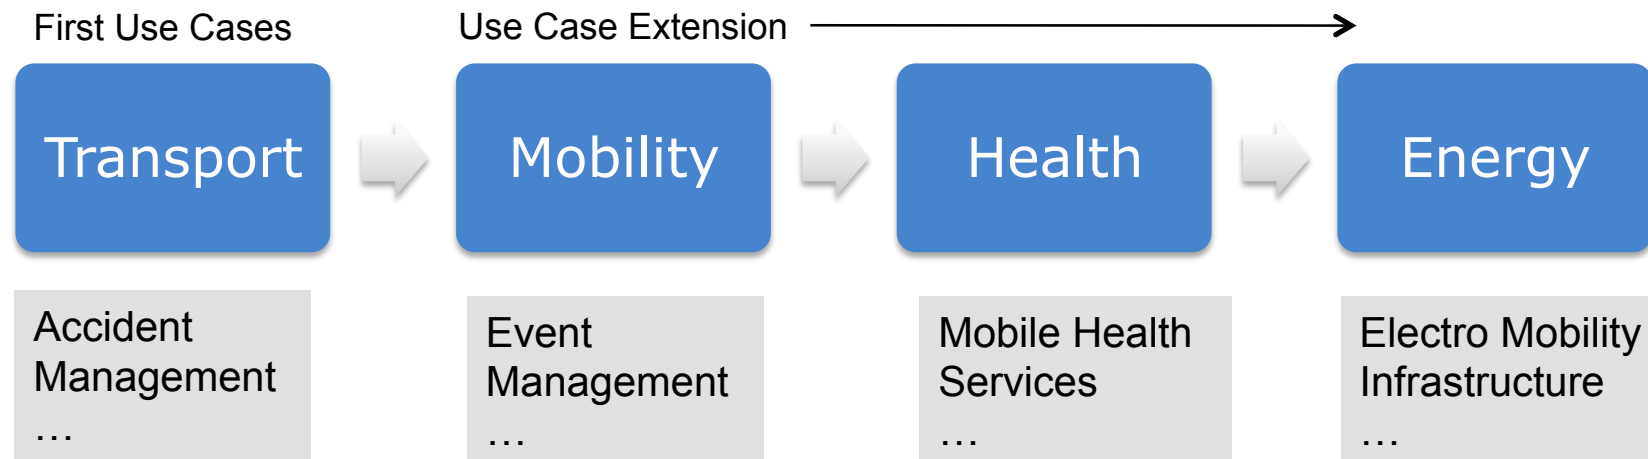 First Use Cases
Use Case Extension
Transport
Mobility
Health
Energy
Accident
Management
…
Event
Management
…
Mobile Health
Services
…
Electro Mobility
Infrastructure
…